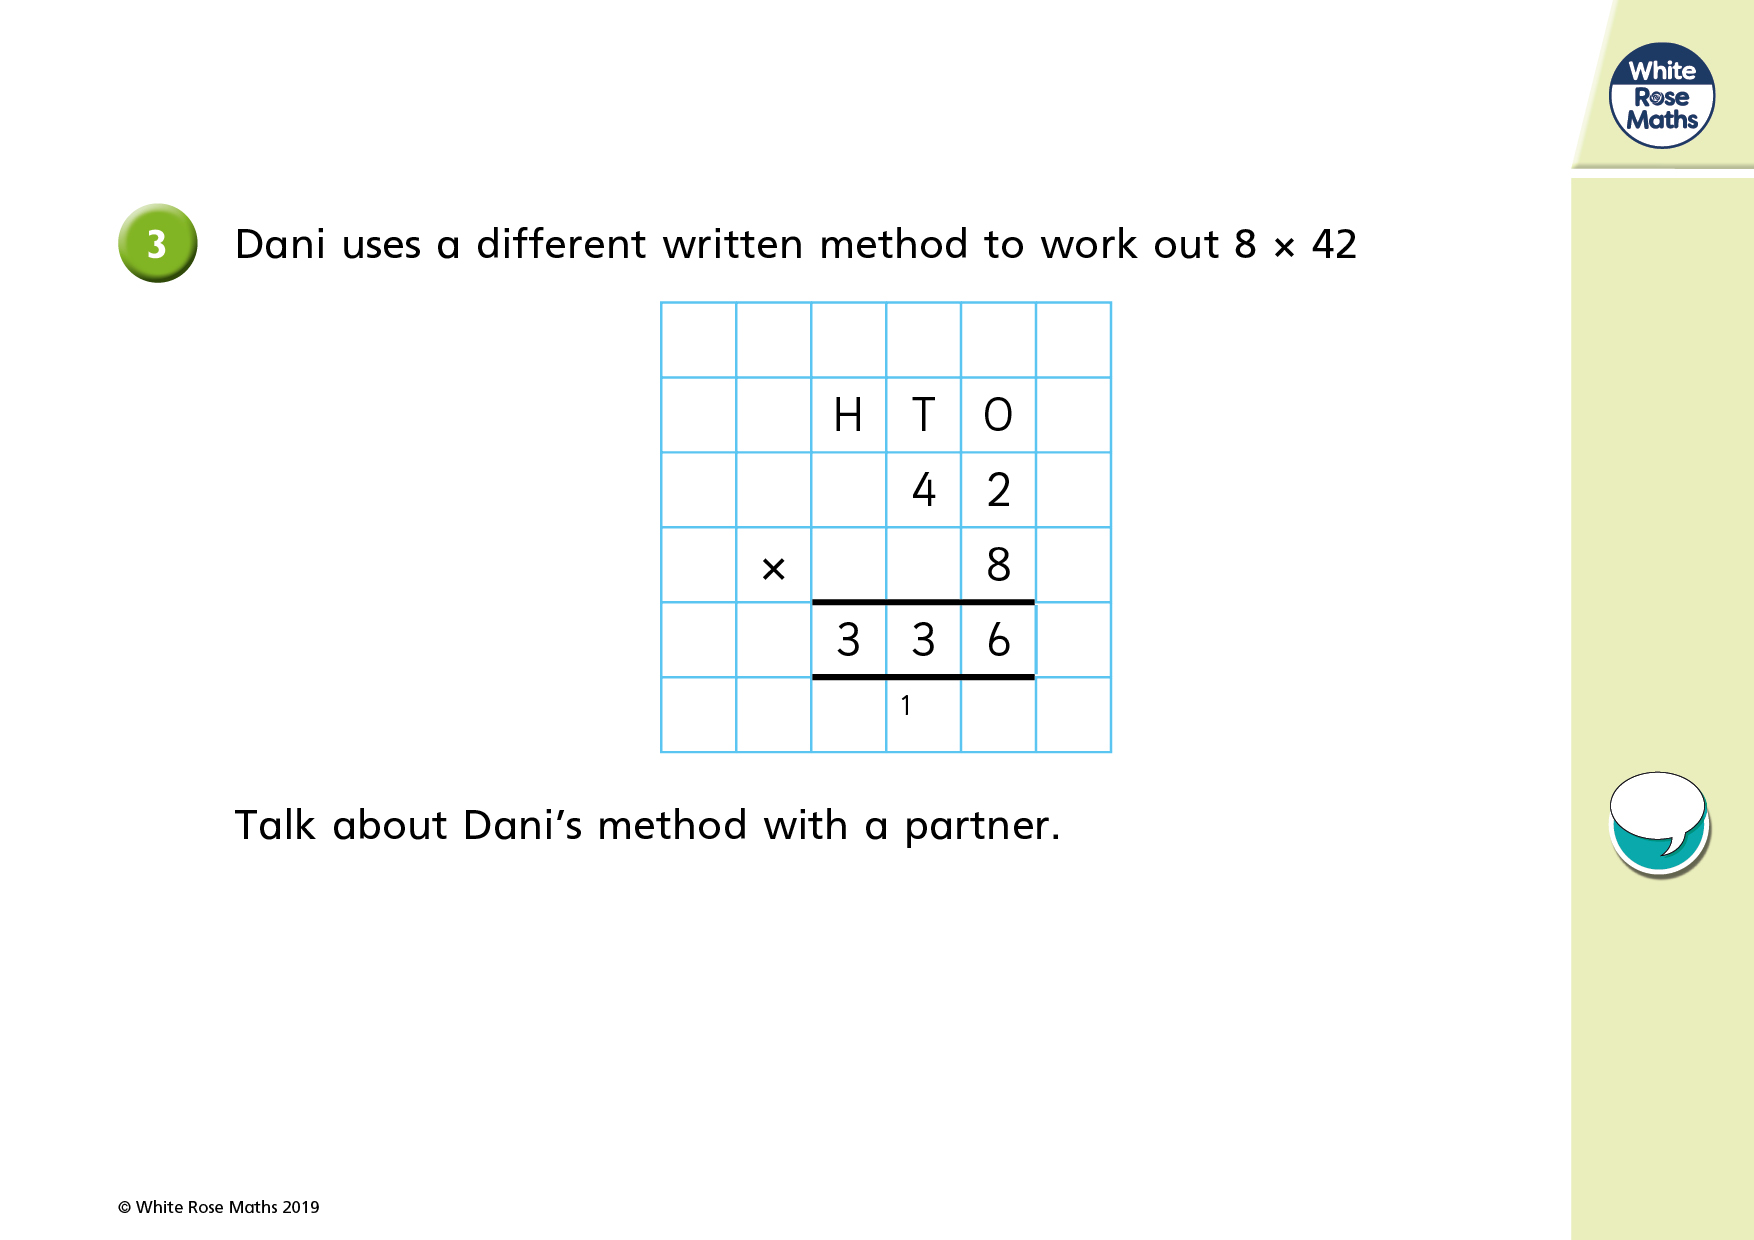 White
Rose
Maths
3 Dani uses a different written method to work out 8 × 42
H T O
4 2
× 8
3 3 6
1
Talk about Dani’s method with a partner.
© White Rose Maths 2019